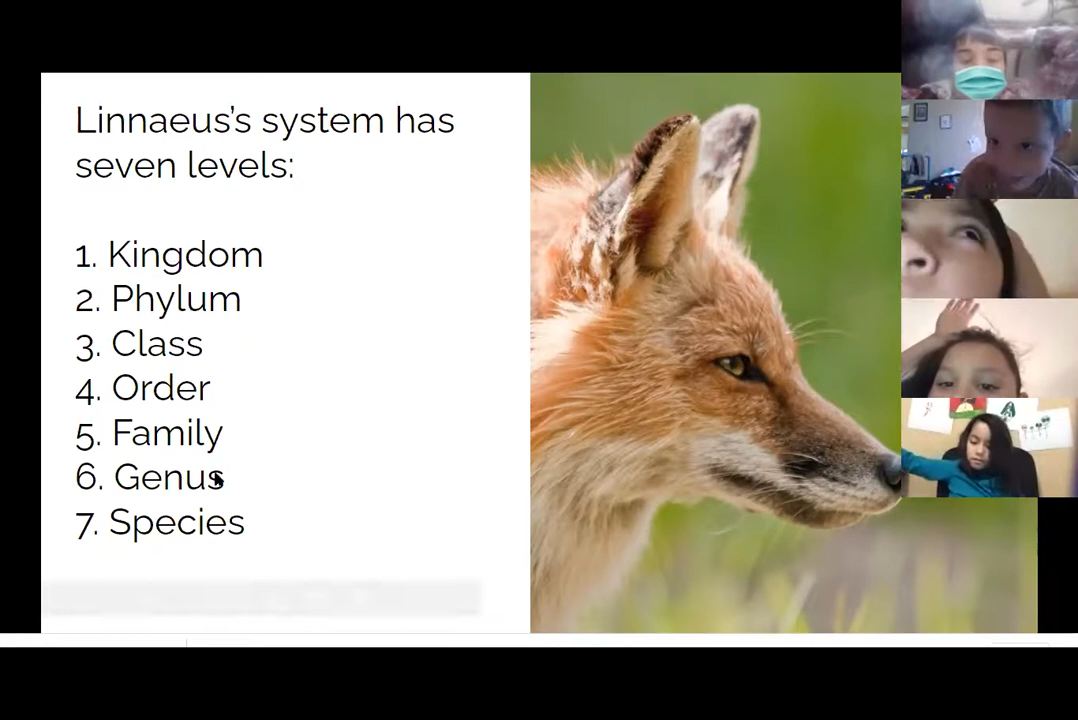 Linnaeus's system has
seven levels:
1. Kingdom
2. Phylum
3. Class
4. Order
5. Family
6. Genus
7. Species